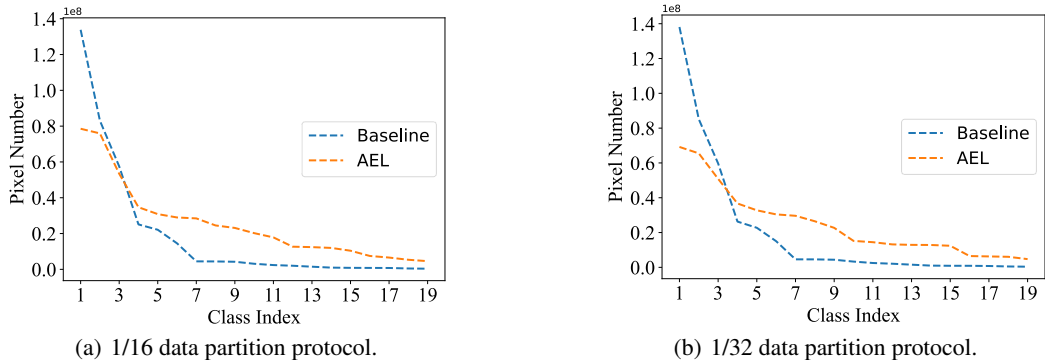 1e8
1.4
1.2
1.0
0.8
0.6
0.4
0.2
0.0
Pixel Number
Baseline
AEL
1 3 5 7 9 11 13 15 17 19
Class Index
(a) 1/16 data partition protocol.
1e8
1.4
1.2
1.0
0.8
0.6
0.4
0.2
0.0
Pixel Number
Baseline
AEL
1 3 5 7 9 11 13 15 17 19
Class Index
(b) 1/32 data partition protocol.